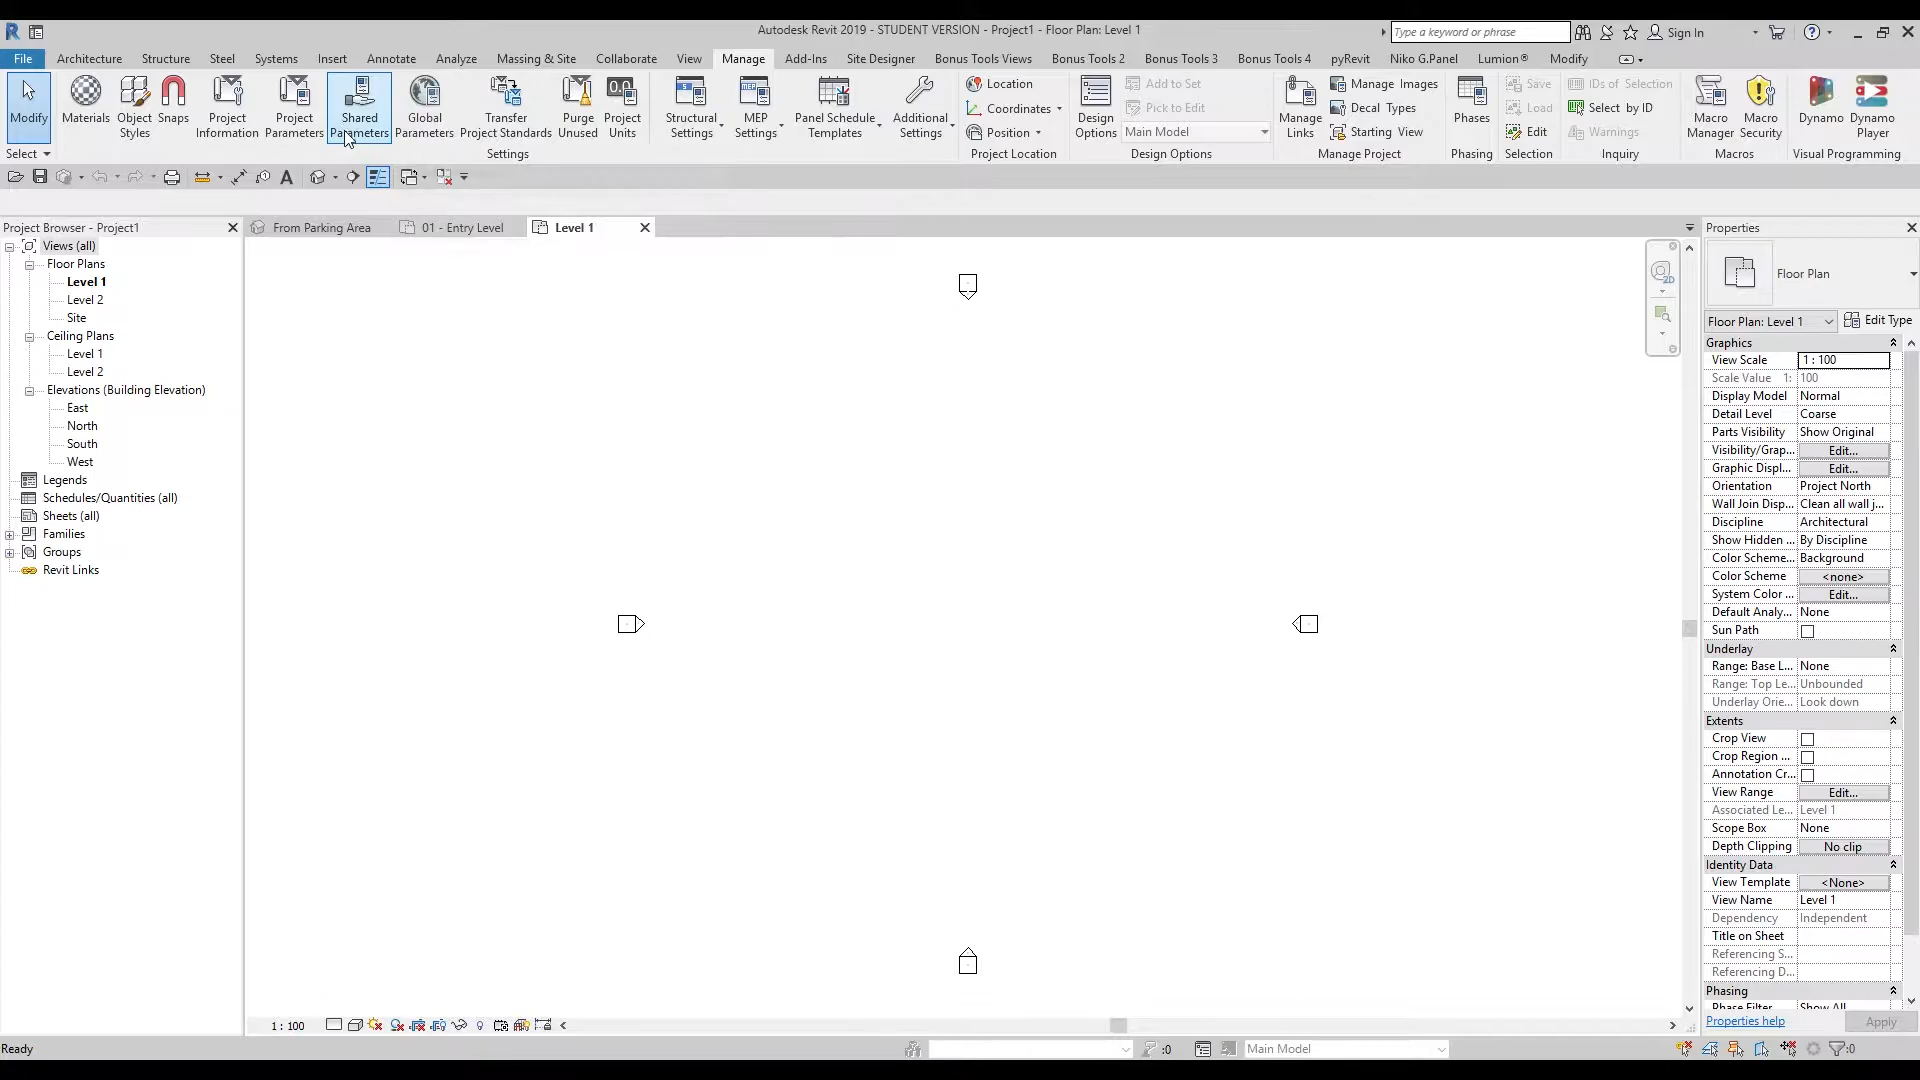 Autodesk Revit 2019 - STUDENT VERSION - Project1 - Floor Plan: Level 1
Type a keyword or phrase
Sign In
File Architecture Structure Steel Systems Insert Annotate Analyze Massing & Site Collaborate View Manage Add-Ins Site Designer Bonus Tools Views Bonus Tools 2 Bonus Tools 3 Bonus Tools 4 pyRevit Niko G.Panel Lumion® Modify
Modify
Materials
Object
Styles
Snaps
Project
Information
Project
Parameters
Shared
Parameters
Global
Parameters
Transfer
Project Standards
Purge
Unused
0.0
Project
Units
Structural
Settings
MEP
Settings
Panel Schedule
Templates
Additional
Settings
Location
Coordinates
Position
Design
Options
Add to Set
Pick to Edit
Main Model
Manage
Links
Manage Images
Decal Types
Starting View
Phases
Save
Load
Edit
IDs of Selection
Select by ID
Warnings
Macro
Manager
Macro
Security
Dynamo
Dynamo
Player
Select Settings Project Location Design Options Manage Project Phasing Selection Inquiry Macros Visual Programming
A
Project Browser - Project1
Views (all)
Floor Plans
Level 1
Level 2
Site
Ceiling Plans
Level 1
Level 2
Elevations (Building Elevation)
East
North
South
West
Legends
Schedules/Quantities (all)
Sheets (all)
Families
Groups
Revit Links
From Parking Area
01 - Entry Level
Level 1
2D
Properties
Floor Plan
Floor Plan: Level 1
Edit Type
Graphics
View Scale 1 : 100
Scale Value 1: 100
Display Model Normal
Detail Level Coarse
Parts Visibility Show Original
Visibility/Grap... Edit...
Graphic Displ... Edit...
Orientation Project North
Wall Join Disp... Clean all wall j...
Discipline Architectural
Show Hidden ... By Discipline
Color Scheme... Background
Color Scheme <none>
System Color ... Edit...
Default Analy... None
Sun Path
Underlay
Range: Base L... None
Range: Top Le... Unbounded
Underlay Orie... Look down
Extents
Crop View
Crop Region ...
Annotation Cr...
View Range Edit...
Associated Le... Level 1
Scope Box None
Depth Clipping No clip
Identity Data
View Template <None>
View Name Level 1
Dependency Independent
Title on Sheet
Referencing S...
Referencing D...
Phasing
Phase Filter Show All
Properties help
Apply
1 : 100
Ready
:0
Main Model
:0